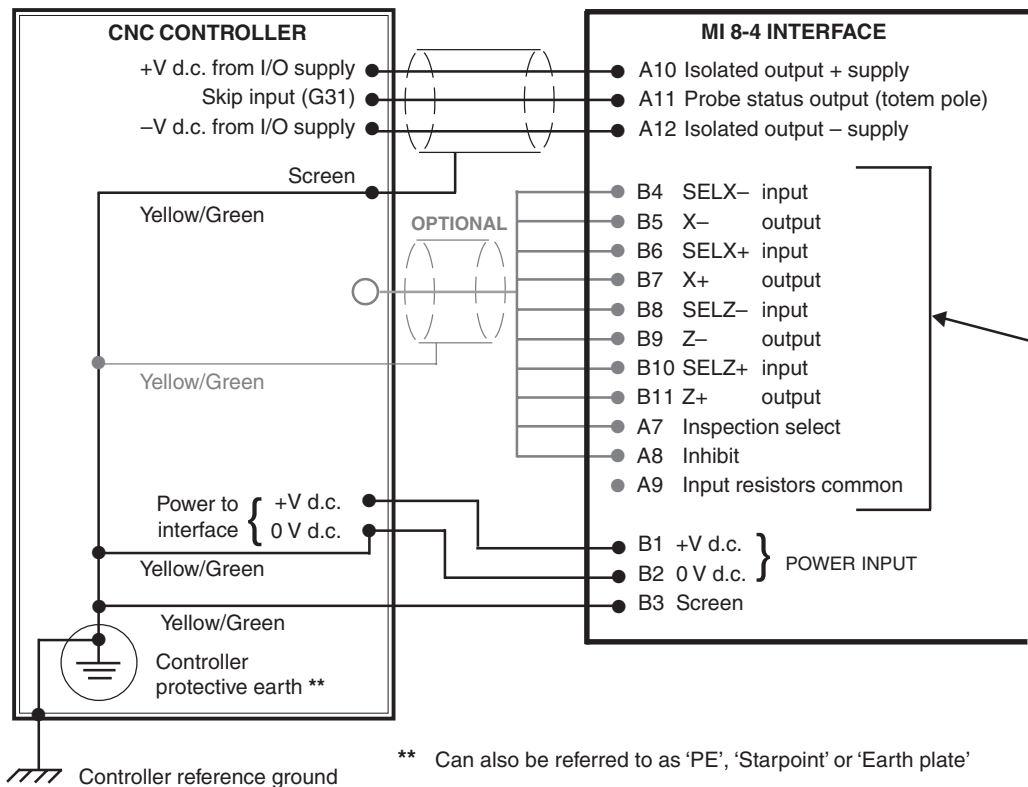 CNC CONTROLLER
+V d.c. from I/O supply
Skip input (G31)
–V d.c. from I/O supply
Screen
Yellow/Green
OPTIONAL
Yellow/Green
Power to interface { +V d.c.
0 V d.c.
Yellow/Green
Yellow/Green
Controller
protective earth **
Controller reference ground
MI 8-4 INTERFACE
A10 Isolated output + supply
A11 Probe status output (totem pole)
A12 Isolated output – supply
B4 SELX– input
B5 X– output
B6 SELX+ input
B7 X+ output
B8 SELZ– input
B9 Z– output
B10 SELZ+ input
B11 Z+ output
A7 Inspection select
A8 Inhibit
A9 Input resistors common
B1 +V d.c.
B2 0 V d.c.
} POWER INPUT
B3 Screen
** Can also be referred to as ‘PE’, ‘Starpoint’ or ‘Earth plate’